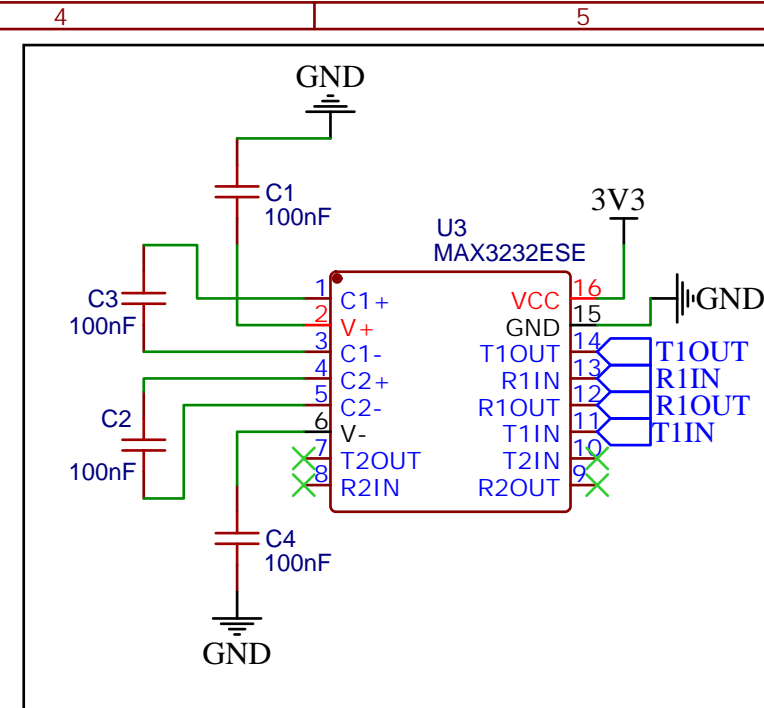 4
5
GND
C1
100nF
3V3
U3
MAX3232ESE
C3
100nF
1
C1+
VCC
16
2
V+
GND
15
GND
3
C1-
T1OUT
14
T1OUT
4
C2+
R1IN
13
R1IN
5
C2-
R1OUT
12
R1OUT
6
V-
T1IN
11
T1IN
7
T2OUT
T2IN
10
8
R2IN
R2OUT
9
C2
100nF
C4
100nF
GND